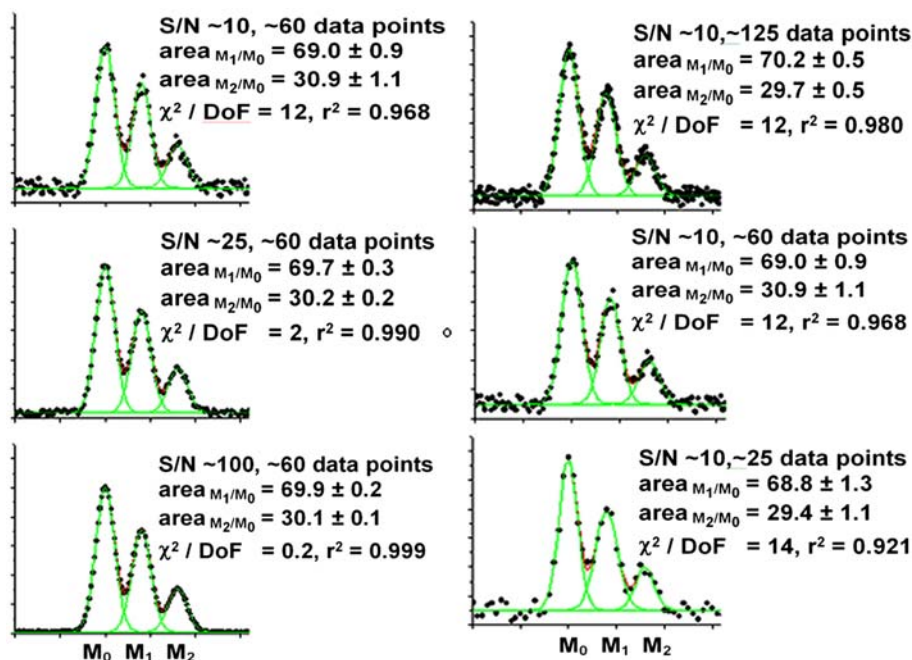 S/N ~10, ~60 data points
area M₁/M₀ = 69.0 ± 0.9
area M₂/M₀ = 30.9 ± 1.1
χ² / DoF = 12, r² = 0.968
S/N ~10,~125 data points
area M₁/M₀ = 70.2 ± 0.5
area M₂/M₀ = 29.7 ± 0.5
χ² / DoF = 12, r² = 0.980
S/N ~25, ~60 data points
area M₁/M₀ = 69.7 ± 0.3
area M₂/M₀ = 30.2 ± 0.2
χ² / DoF = 2, r² = 0.990
S/N ~10, ~60 data points
area M₁/M₀ = 69.0 ± 0.9
area M₂/M₀ = 30.9 ± 1.1
χ² / DoF = 12, r² = 0.968
S/N ~100, ~60 data points
area M₁/M₀ = 69.9 ± 0.2
area M₂/M₀ = 30.1 ± 0.1
χ² / DoF = 0.2, r² = 0.999
S/N ~10,~25 data points
area M₁/M₀ = 68.8 ± 1.3
area M₂/M₀ = 29.4 ± 1.1
χ² / DoF = 14, r² = 0.921
M₀ M₁ M₂
M₀ M₁ M₂